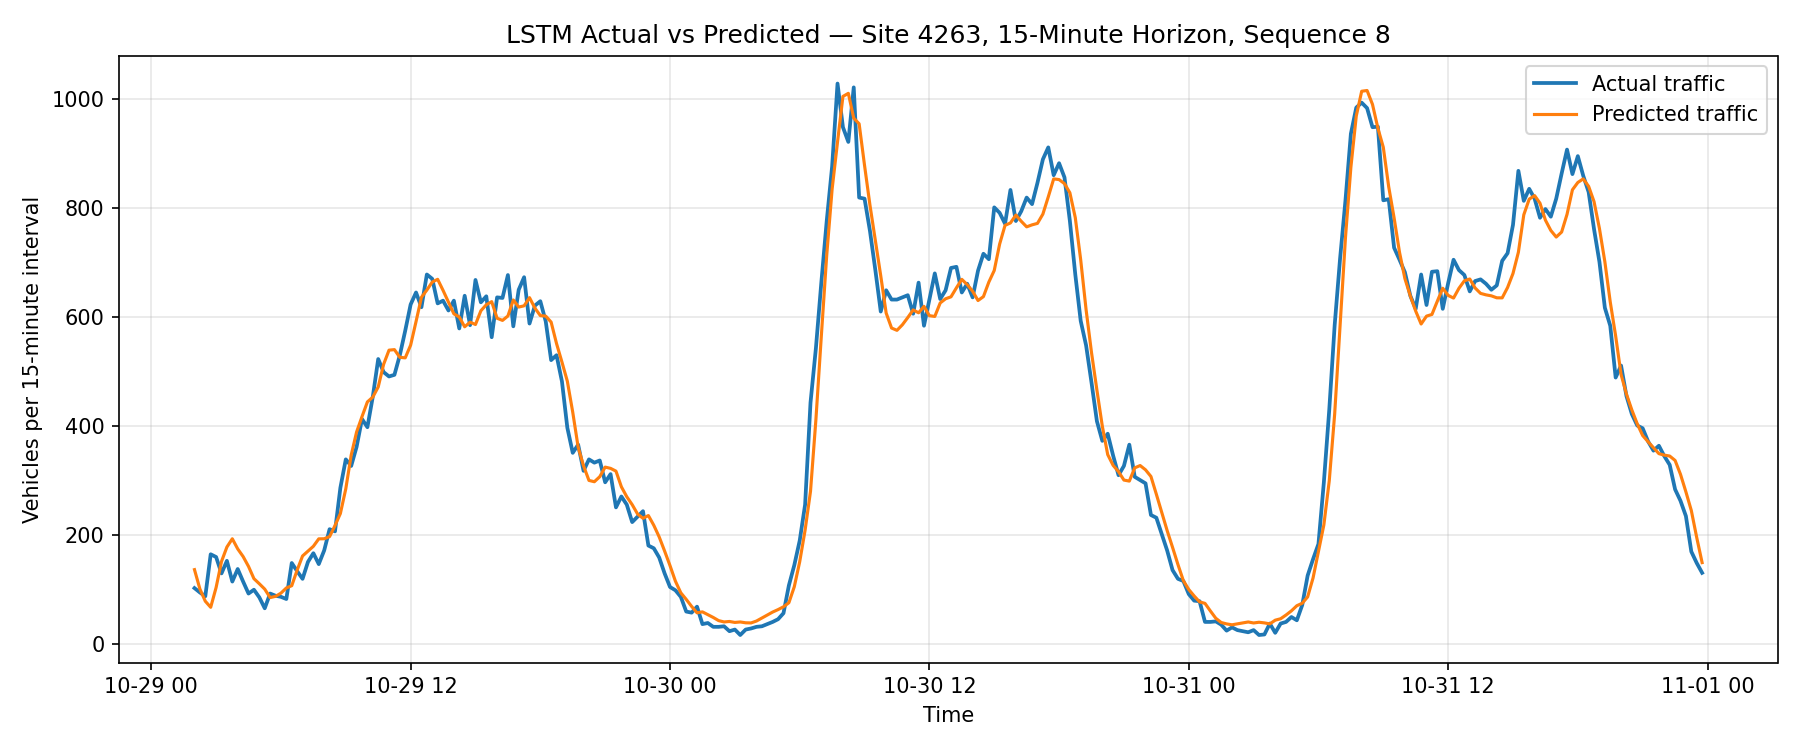 LSTM Actual vs Predicted — Site 4263, 15-Minute Horizon, Sequence 8
Actual traffic
Predicted traffic
Vehicles per 15-minute interval
1000
800
600
400
200
0
10-29 00
10-29 12
10-30 00
10-30 12
10-31 00
10-31 12
11-01 00
Time